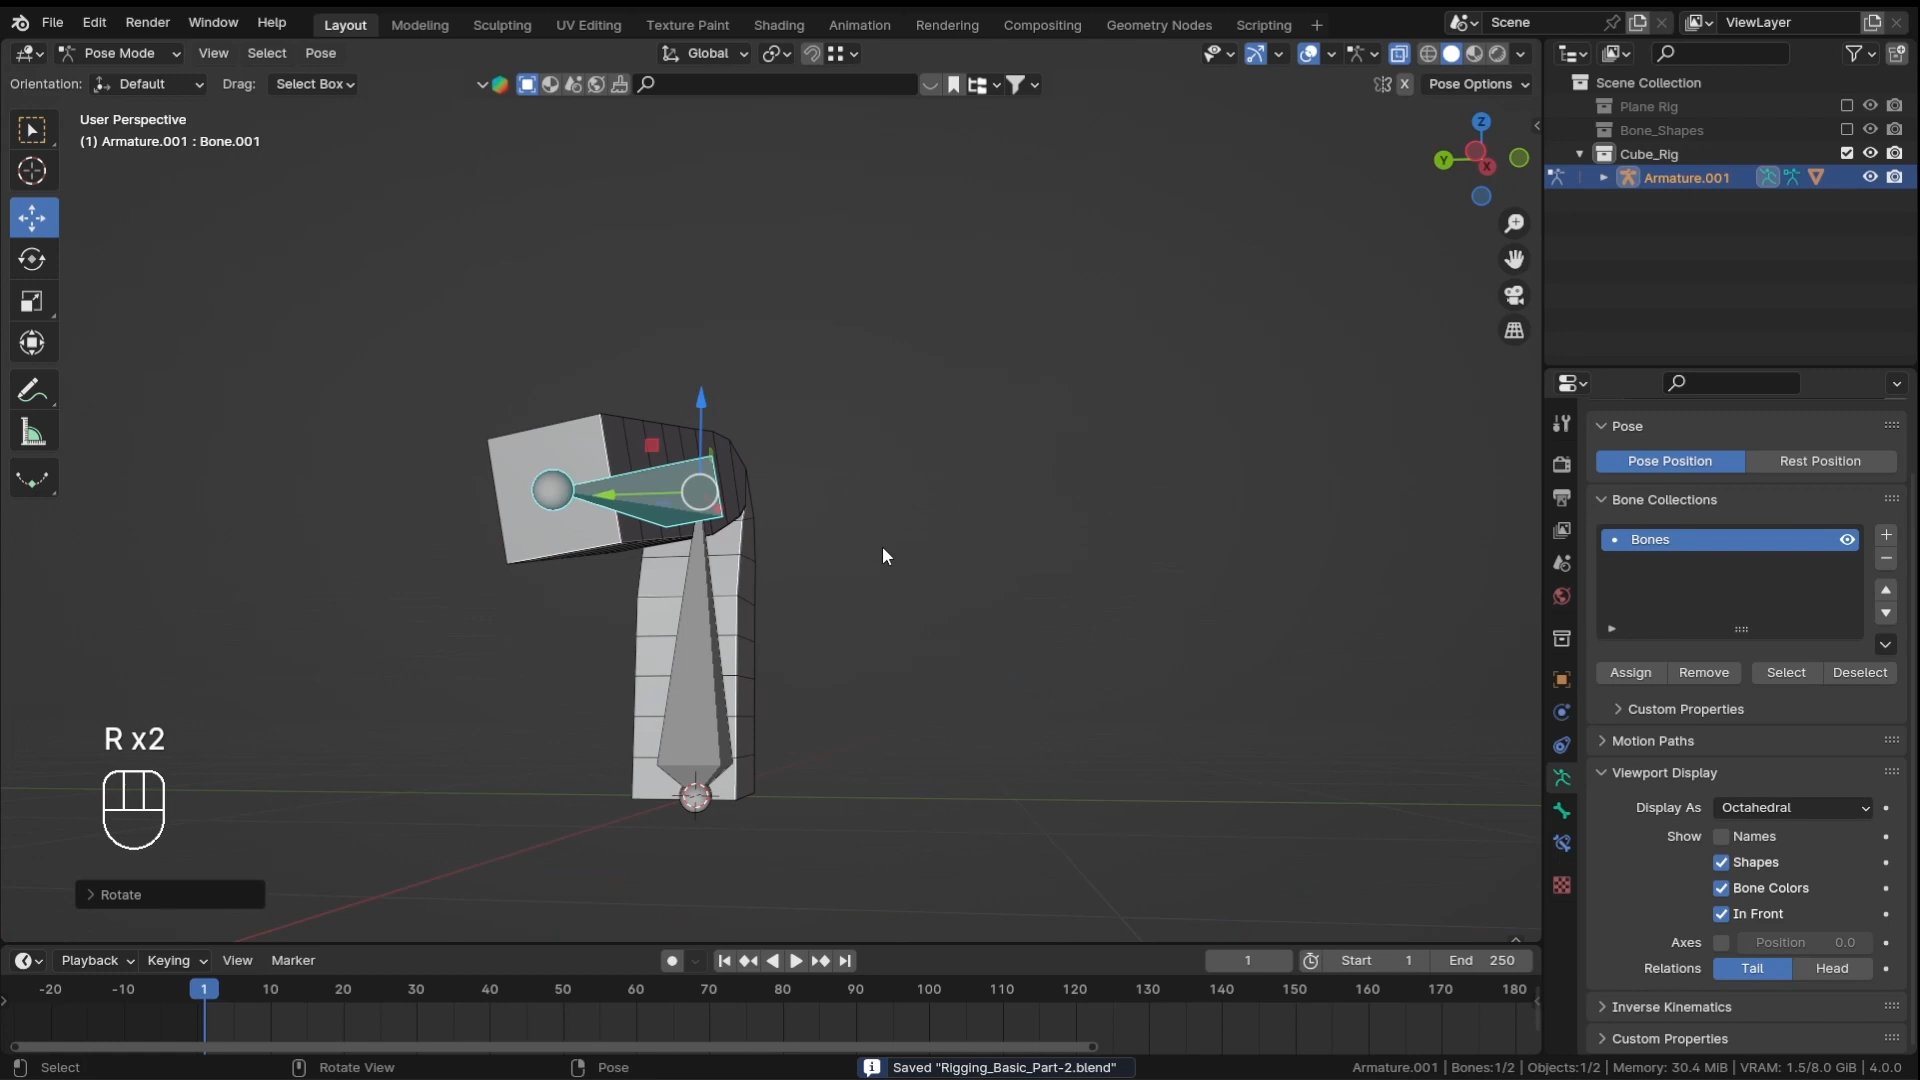 File Edit Render Window Help
Layout Modeling Sculpting UV Editing Texture Paint Shading Animation Rendering Compositing Geometry Nodes Scripting +
Scene
ViewLayer
Pose Mode View Select Pose
Global
Orientation: Default Drag: Select Box
X Pose Options
User Perspective
(1) Armature.001 : Bone.001
Z
Y
X
Scene Collection
Plane Rig
Bone_Shapes
Cube_Rig
Armature.001
Pose
Pose Position Rest Position
Bone Collections
Bones
Assign Remove Select Deselect
Custom Properties
Motion Paths
Viewport Display
Display As Octahedral
Show Names
Shapes
Bone Colors
In Front
Axes Position 0.0
Relations Tail Head
Inverse Kinematics
Custom Properties
R x2
Rotate
Playback Keying View Marker
1 Start 1 End 250
-20 -10 1 10 20 30 40 50 60 70 80 90 100 110 120 130 140 150 160 170 180
Select Rotate View Pose
Saved "Rigging_Basic_Part-2.blend"
Armature.001 | Bones:1/2 | Objects:1/2 | Memory: 30.4 MiB | VRAM: 1.5/8.0 GiB | 4.0.0